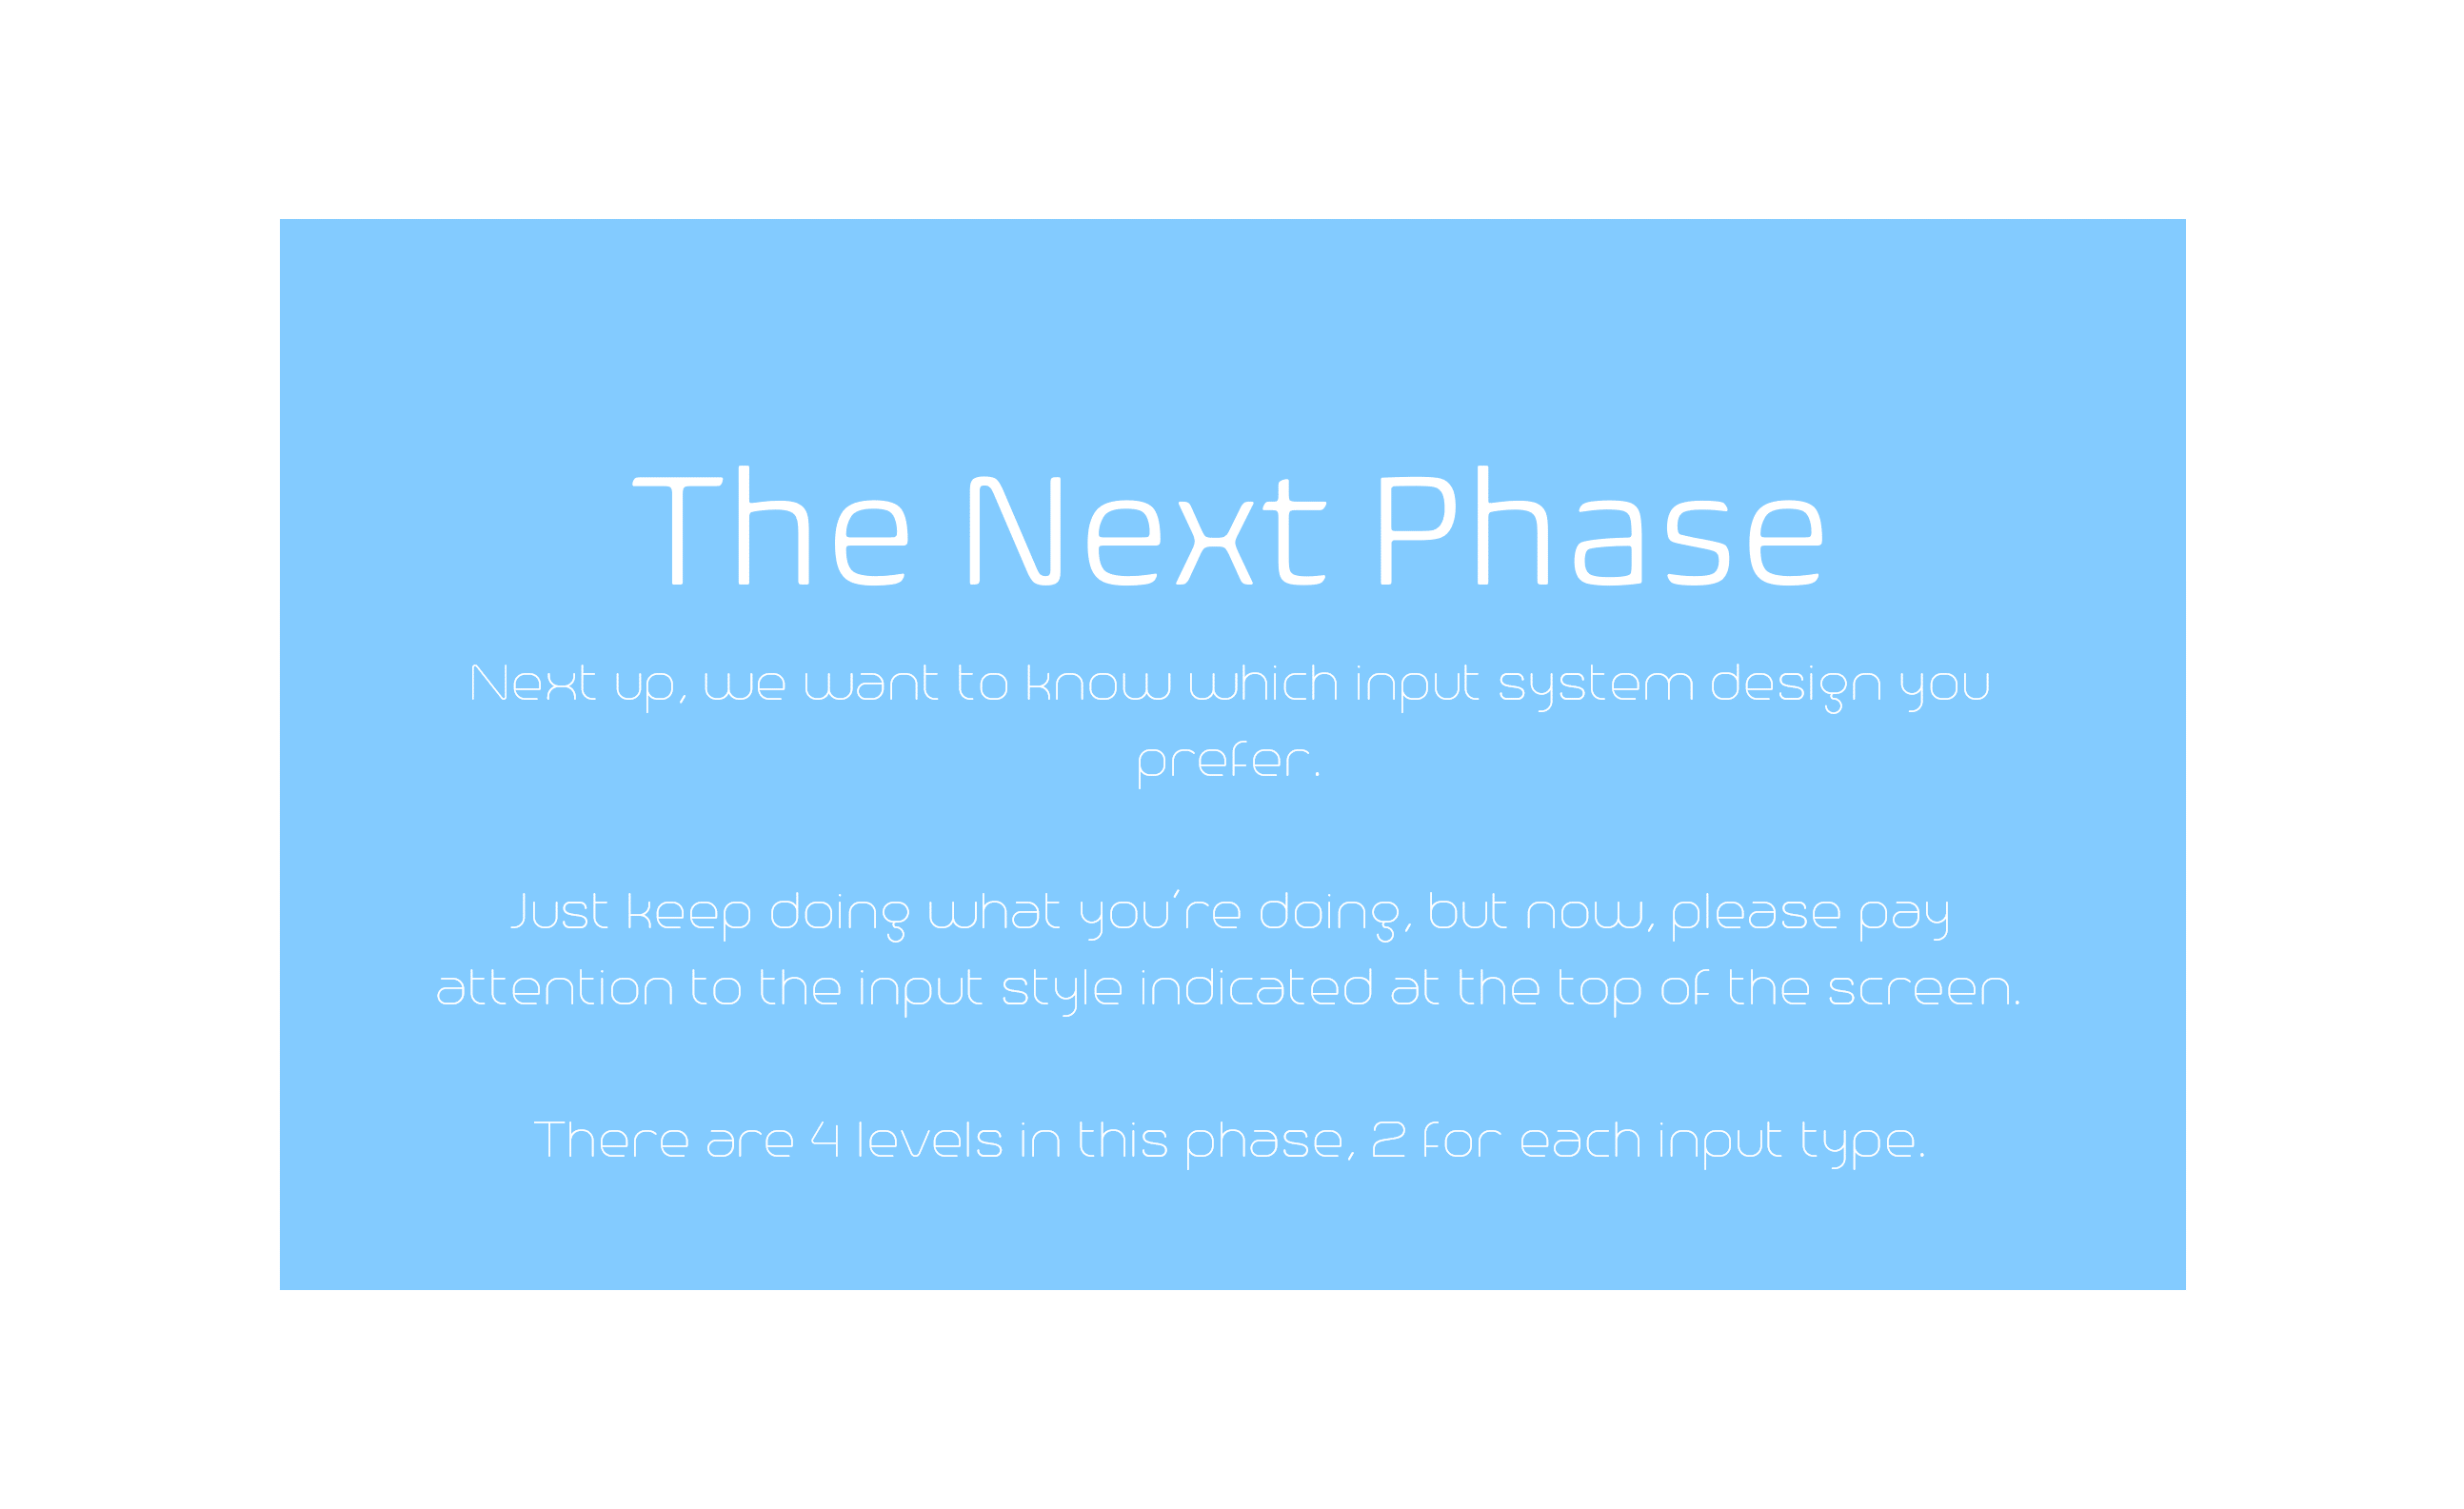 The Next Phase
Next up, we want to know which input system design you
prefer.
Just keep doing what you're doing, but now, please pay
attention to the input style indicated at the top of the screen.
There are 4 levels in this phase, 2 for each input type.